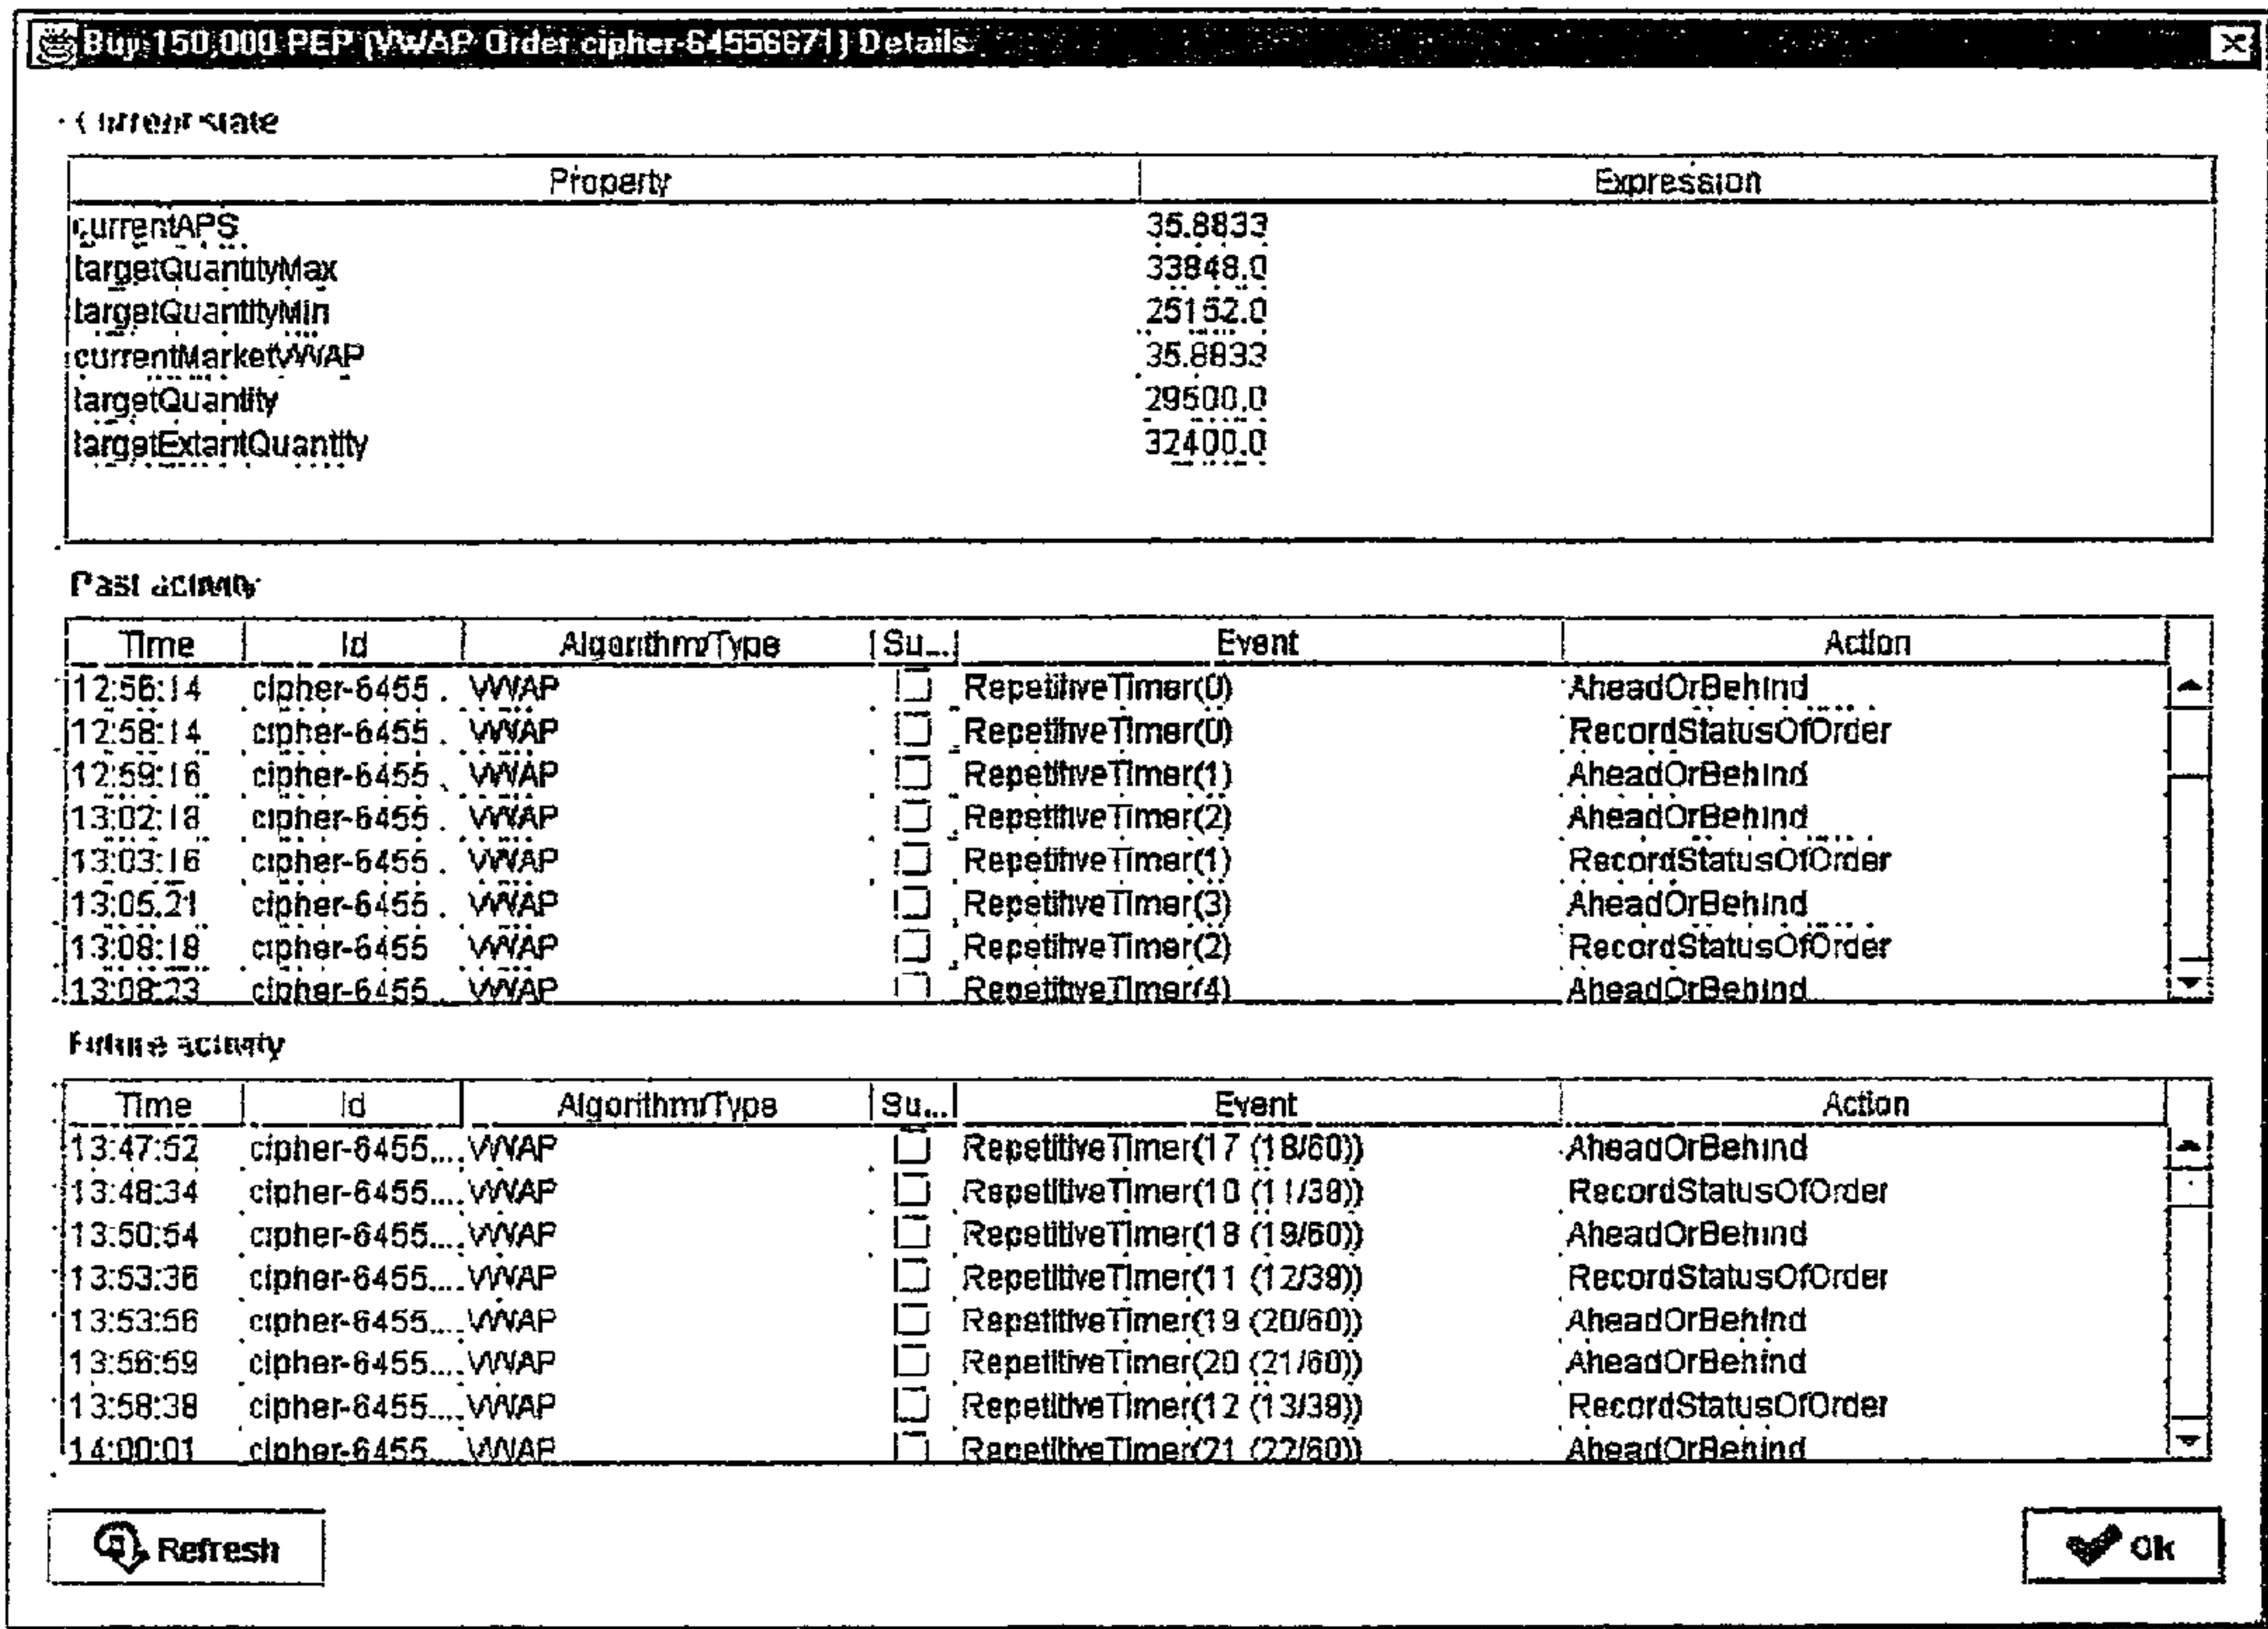 Buy 150,000 PEP (VWAP Order cipher-64556671) Details
Current state
Property Expression
currentAPS 35.8833
targetQuantityMax 33848.0
targetQuantityMin 25152.0
currentMarketVWAP 35.8833
targetQuantity 29500.0
targetExtantQuantity 32400.0
Past activity
Time Id Algorithm/Type Su... Event Action
12:56:14 cipher-6455... VWAP RepetitiveTimer(0) AheadOrBehind
12:58:14 cipher-6455... VWAP RepetitiveTimer(0) RecordStatusOfOrder
12:59:16 cipher-6455... VWAP RepetitiveTimer(1) AheadOrBehind
13:02:18 cipher-6455... VWAP RepetitiveTimer(2) AheadOrBehind
13:03:16 cipher-6455... VWAP RepetitiveTimer(1) RecordStatusOfOrder
13:05:21 cipher-6455... VWAP RepetitiveTimer(3) AheadOrBehind
13:08:18 cipher-6455... VWAP RepetitiveTimer(2) RecordStatusOfOrder
13:08:23 cipher-6455... VWAP RepetitiveTimer(4) AheadOrBehind
Future activity
Time Id Algorithm/Type Su... Event Action
13:47:52 cipher-6455... VWAP RepetitiveTimer(17 (18/60)) AheadOrBehind
13:48:34 cipher-6455... VWAP RepetitiveTimer(10 (11/39)) RecordStatusOfOrder
13:50:54 cipher-6455... VWAP RepetitiveTimer(18 (19/60)) AheadOrBehind
13:53:36 cipher-6455... VWAP RepetitiveTimer(11 (12/39)) RecordStatusOfOrder
13:53:56 cipher-6455... VWAP RepetitiveTimer(19 (20/60)) AheadOrBehind
13:56:59 cipher-6455... VWAP RepetitiveTimer(20 (21/60)) AheadOrBehind
13:58:38 cipher-6455... VWAP RepetitiveTimer(12 (13/39)) RecordStatusOfOrder
14:00:01 cipher-6455... VWAP RepetitiveTimer(21 (22/60)) AheadOrBehind
Refresh Ok